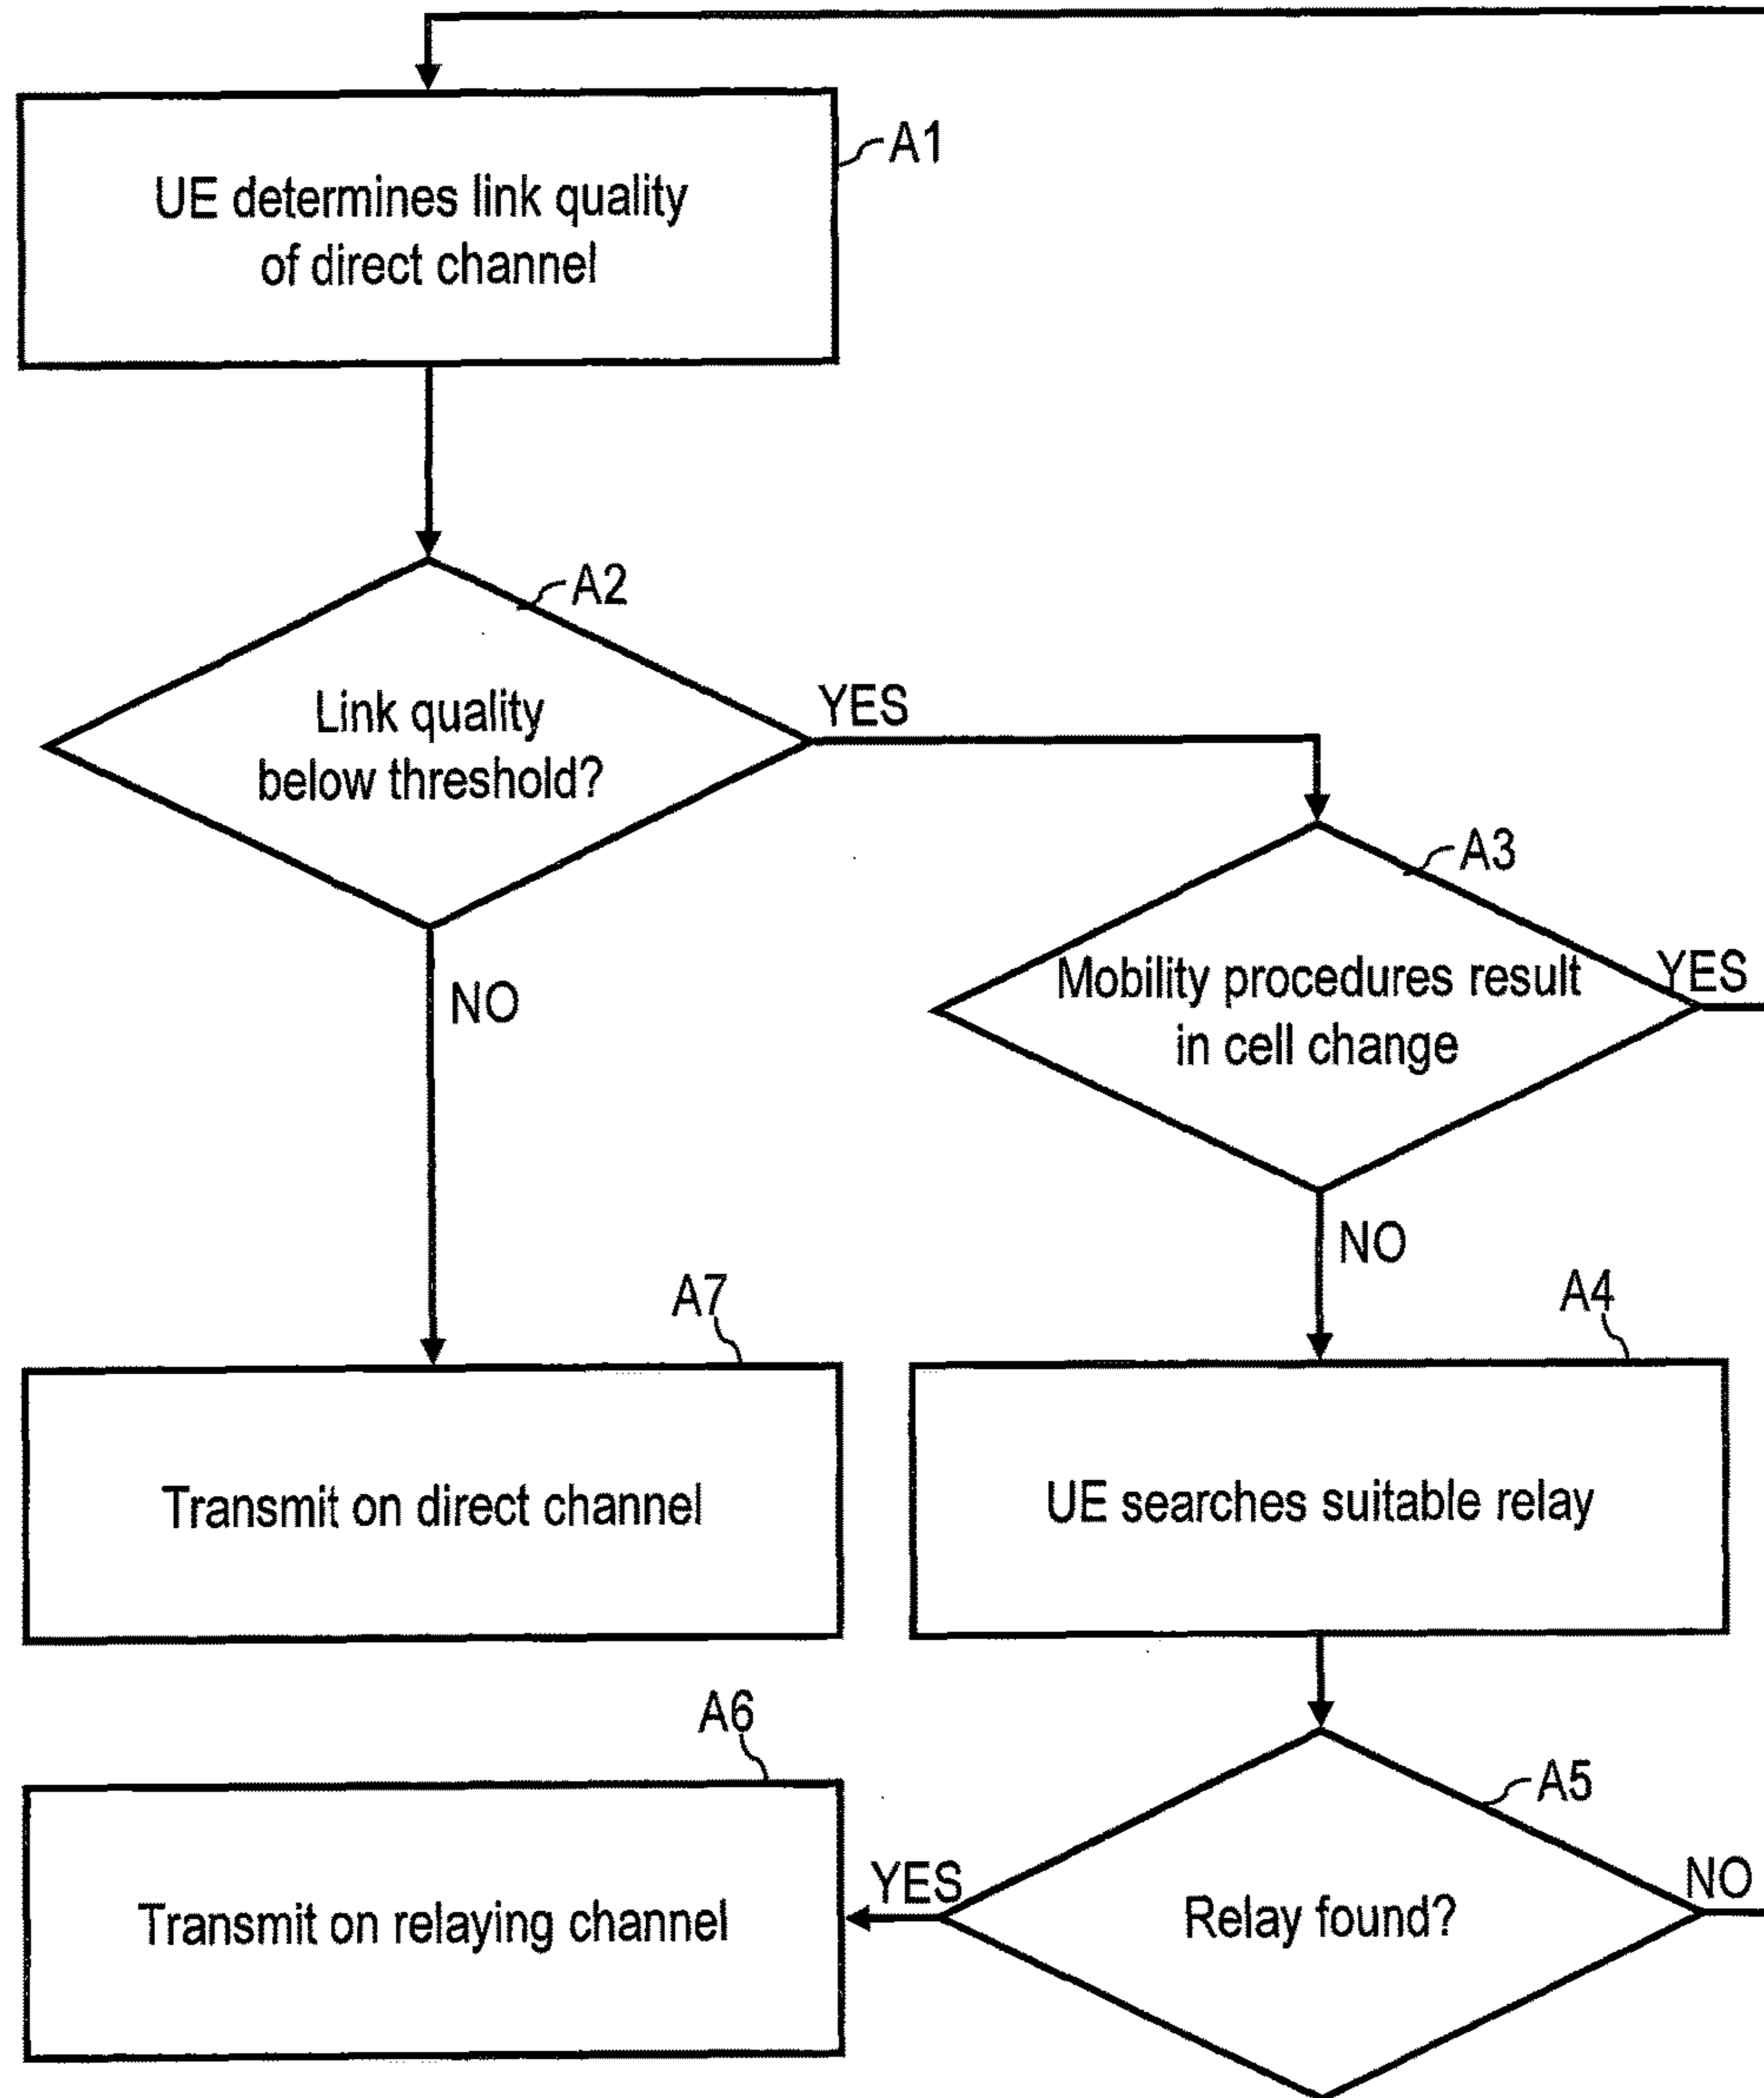 A1
UE determines link quality
of direct channel
A2
Link quality
below threshold?
YES
NO
A3
Mobility procedures result
in cell change
YES
NO
A7
Transmit on direct channel
A4
UE searches suitable relay
A6
Transmit on relaying channel
YES
A5
Relay found?
NO